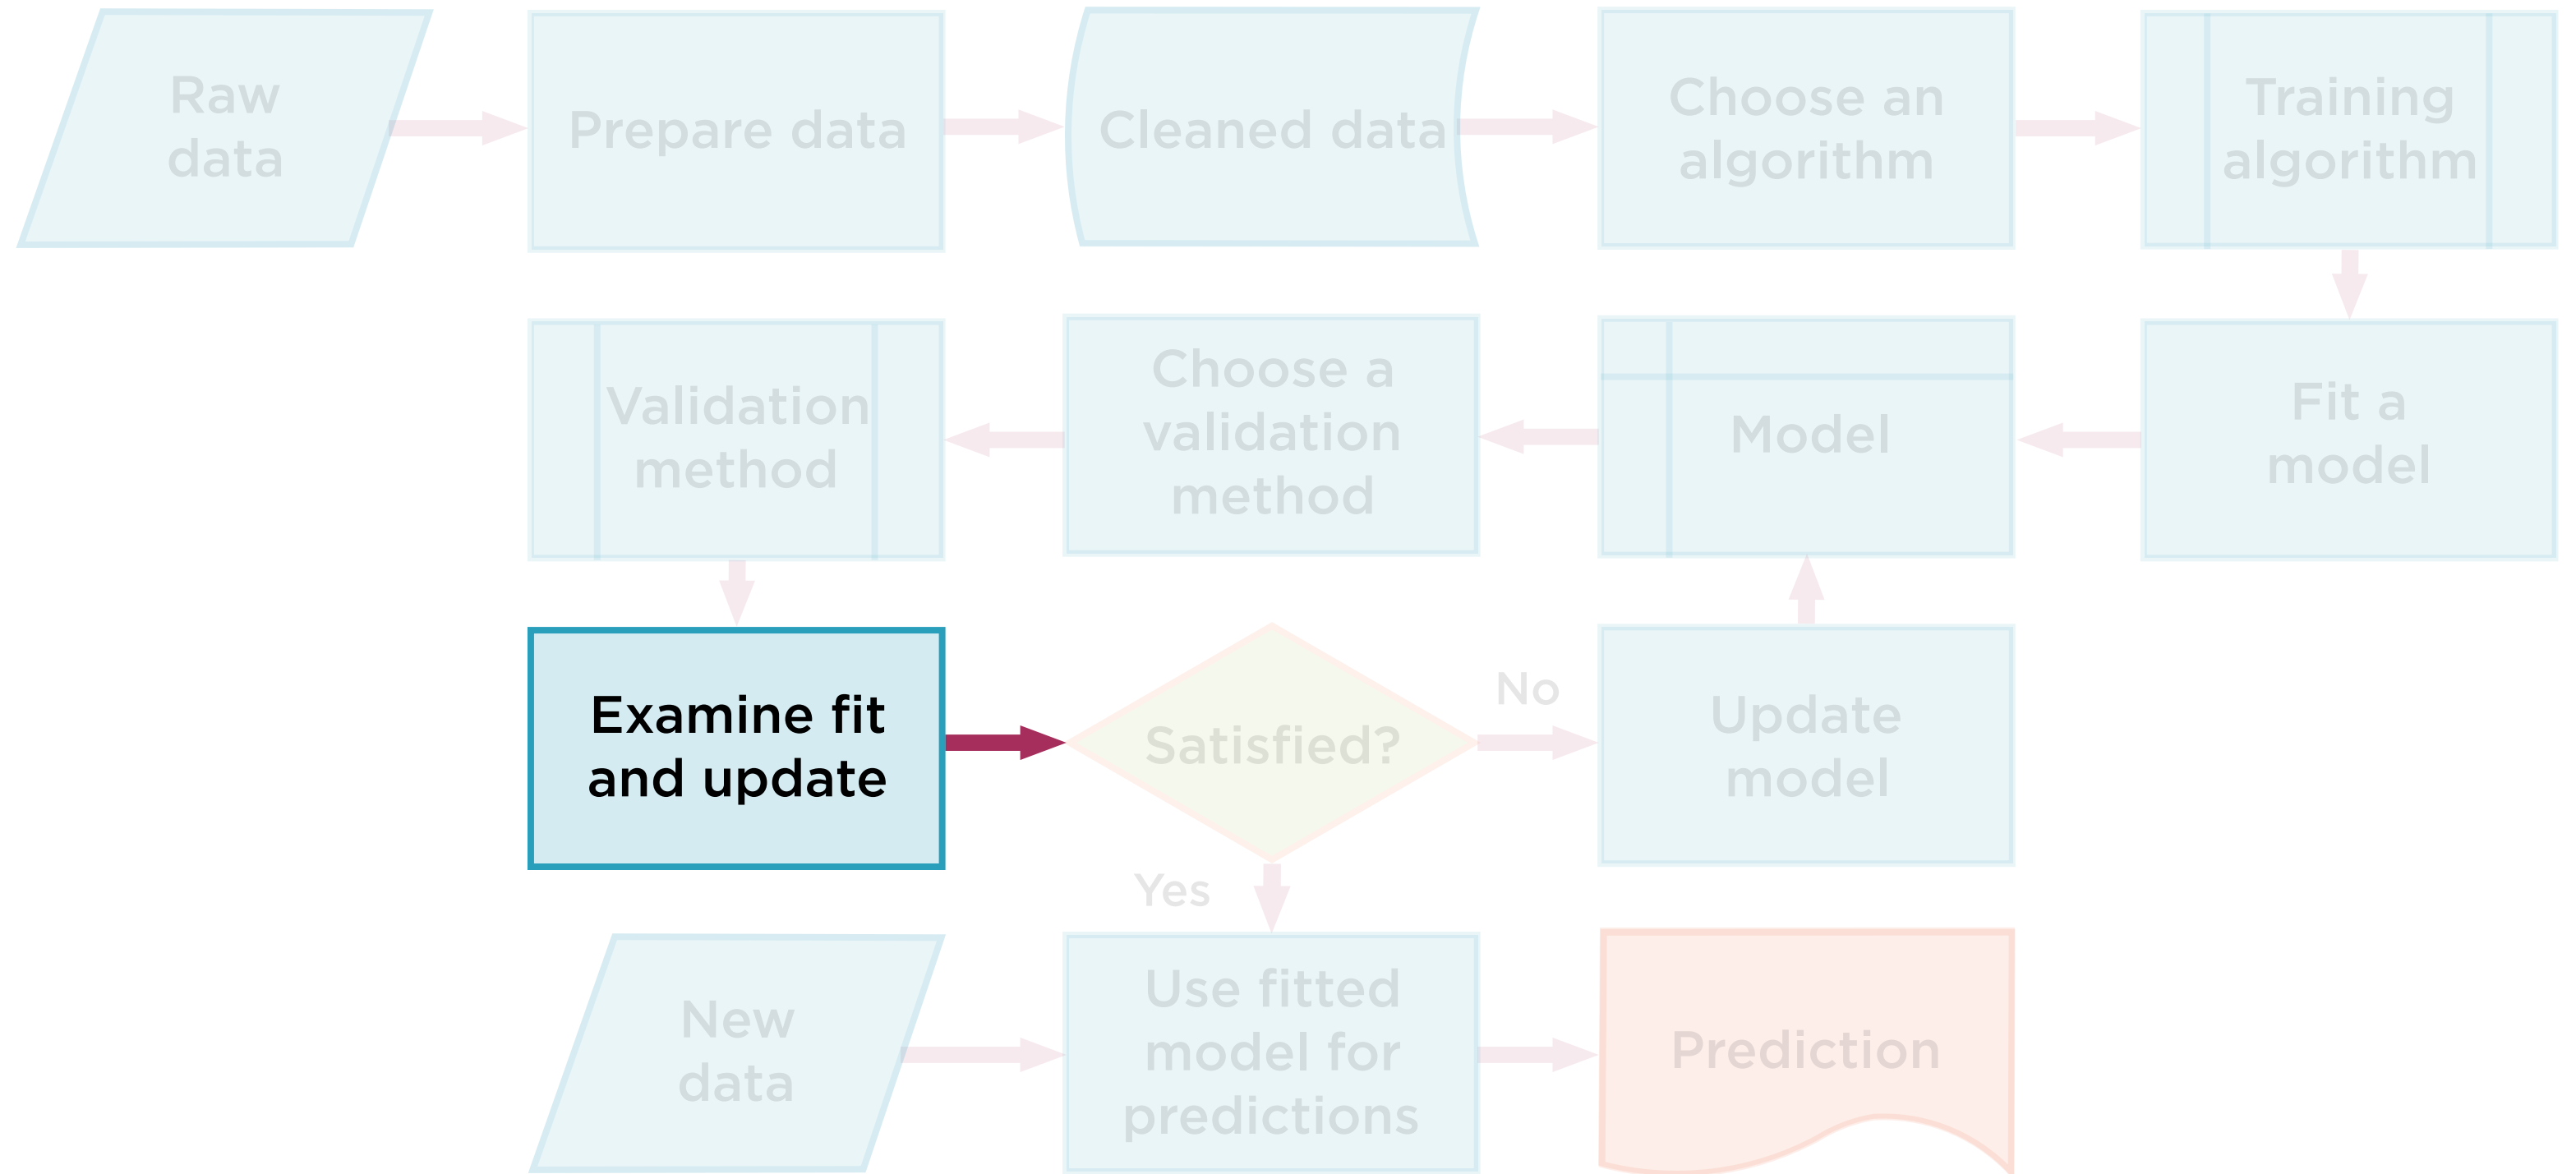 Raw
data
Prepare data
Cleaned data
Choose an
algorithm
Training
algorithm
Validation
method
Choose a
validation
method
Model
Fit a
model
Examine fit
and update
Satisfied?
No
Update
model
Yes
New
data
Use fitted
model for
predictions
Prediction